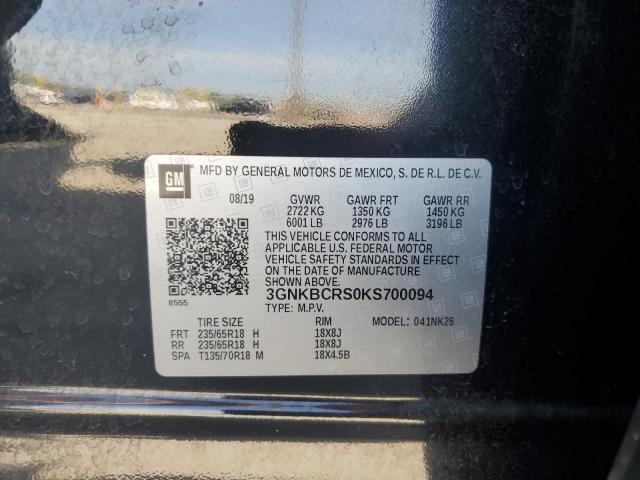 GM
MFD BY GENERAL MOTORS DE MEXICO, S. DE R.L. DE C.V.
08/19 GVWR GAWR FRT GAWR RR
2722 KG 1350 KG 1450 KG
6001 LB 2976 LB 3196 LB
THIS VEHICLE CONFORMS TO ALL
APPLICABLE U.S. FEDERAL MOTOR
VEHICLE SAFETY STANDARDS IN EFFECT
ON THE DATE OF MANUFACTURE
SHOWN ABOVE.
8555
3GNKBCRS0KS700094
TYPE: M.P.V.
TIRE SIZE RIM MODEL: 041NK26
FRT 235/65R18 H 18X8J
RR 235/65R18 H 18X8J
SPA T135/70R18 M 18X4.5B